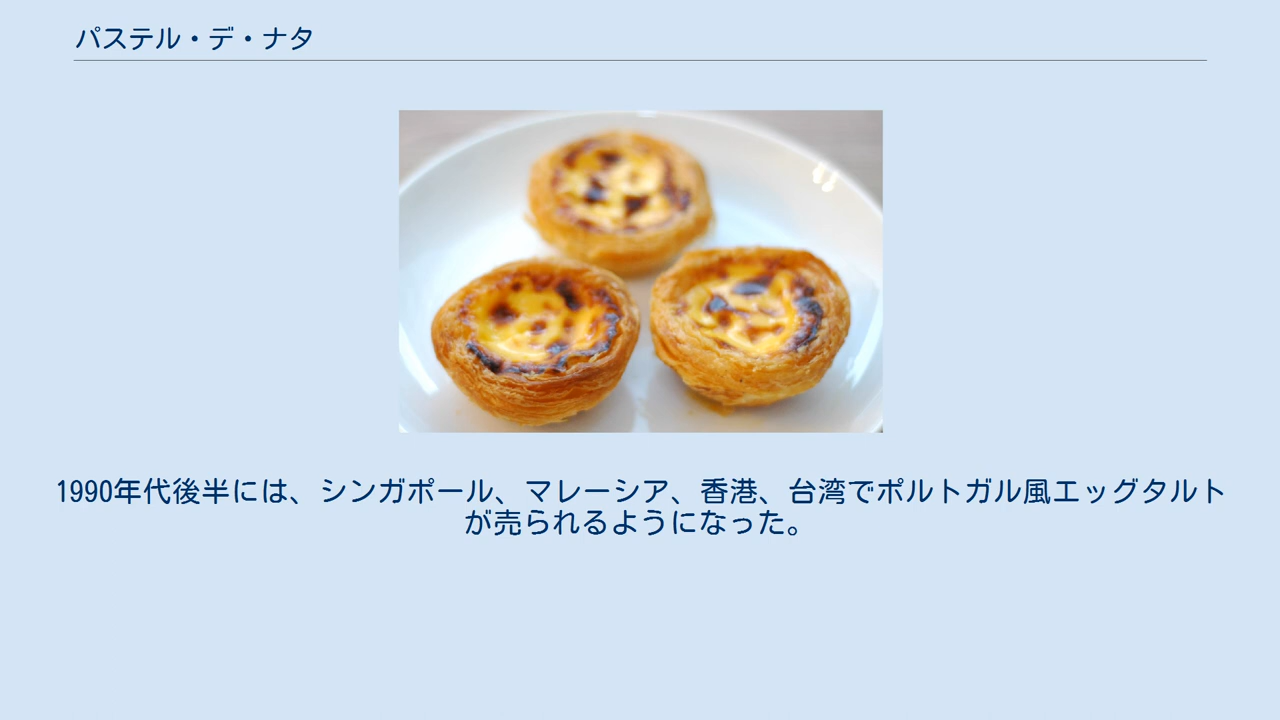 パステル・デ・ナタ
1990年代後半には、シンガポール、マレーシア、香港、台湾でポルトガル風エッグタルト
が売られるようになった。